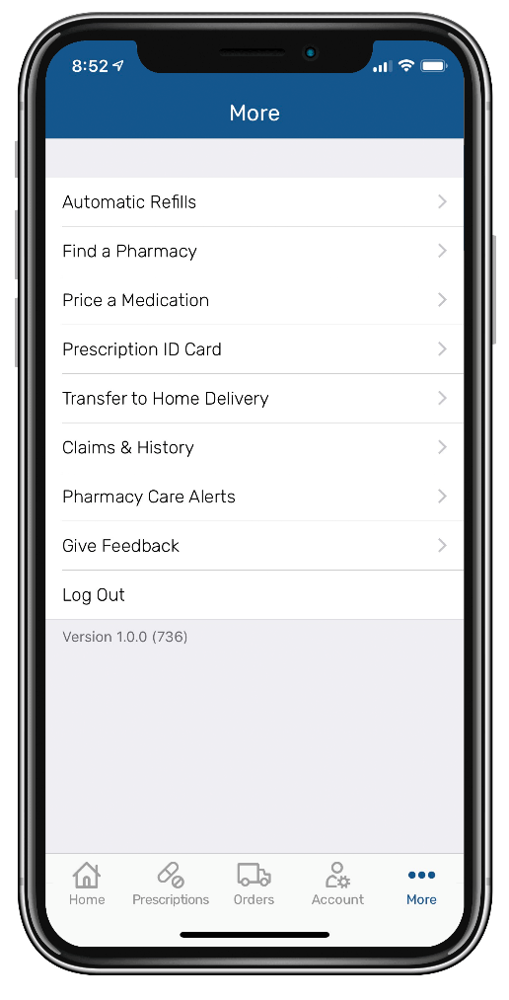 8:52
More
Automatic Refills
Find a Pharmacy
Price a Medication
Prescription ID Card
Transfer to Home Delivery
Claims & History
Pharmacy Care Alerts
Give Feedback
Log Out
Version 1.0.0 (736)
Home Prescriptions Orders Account More